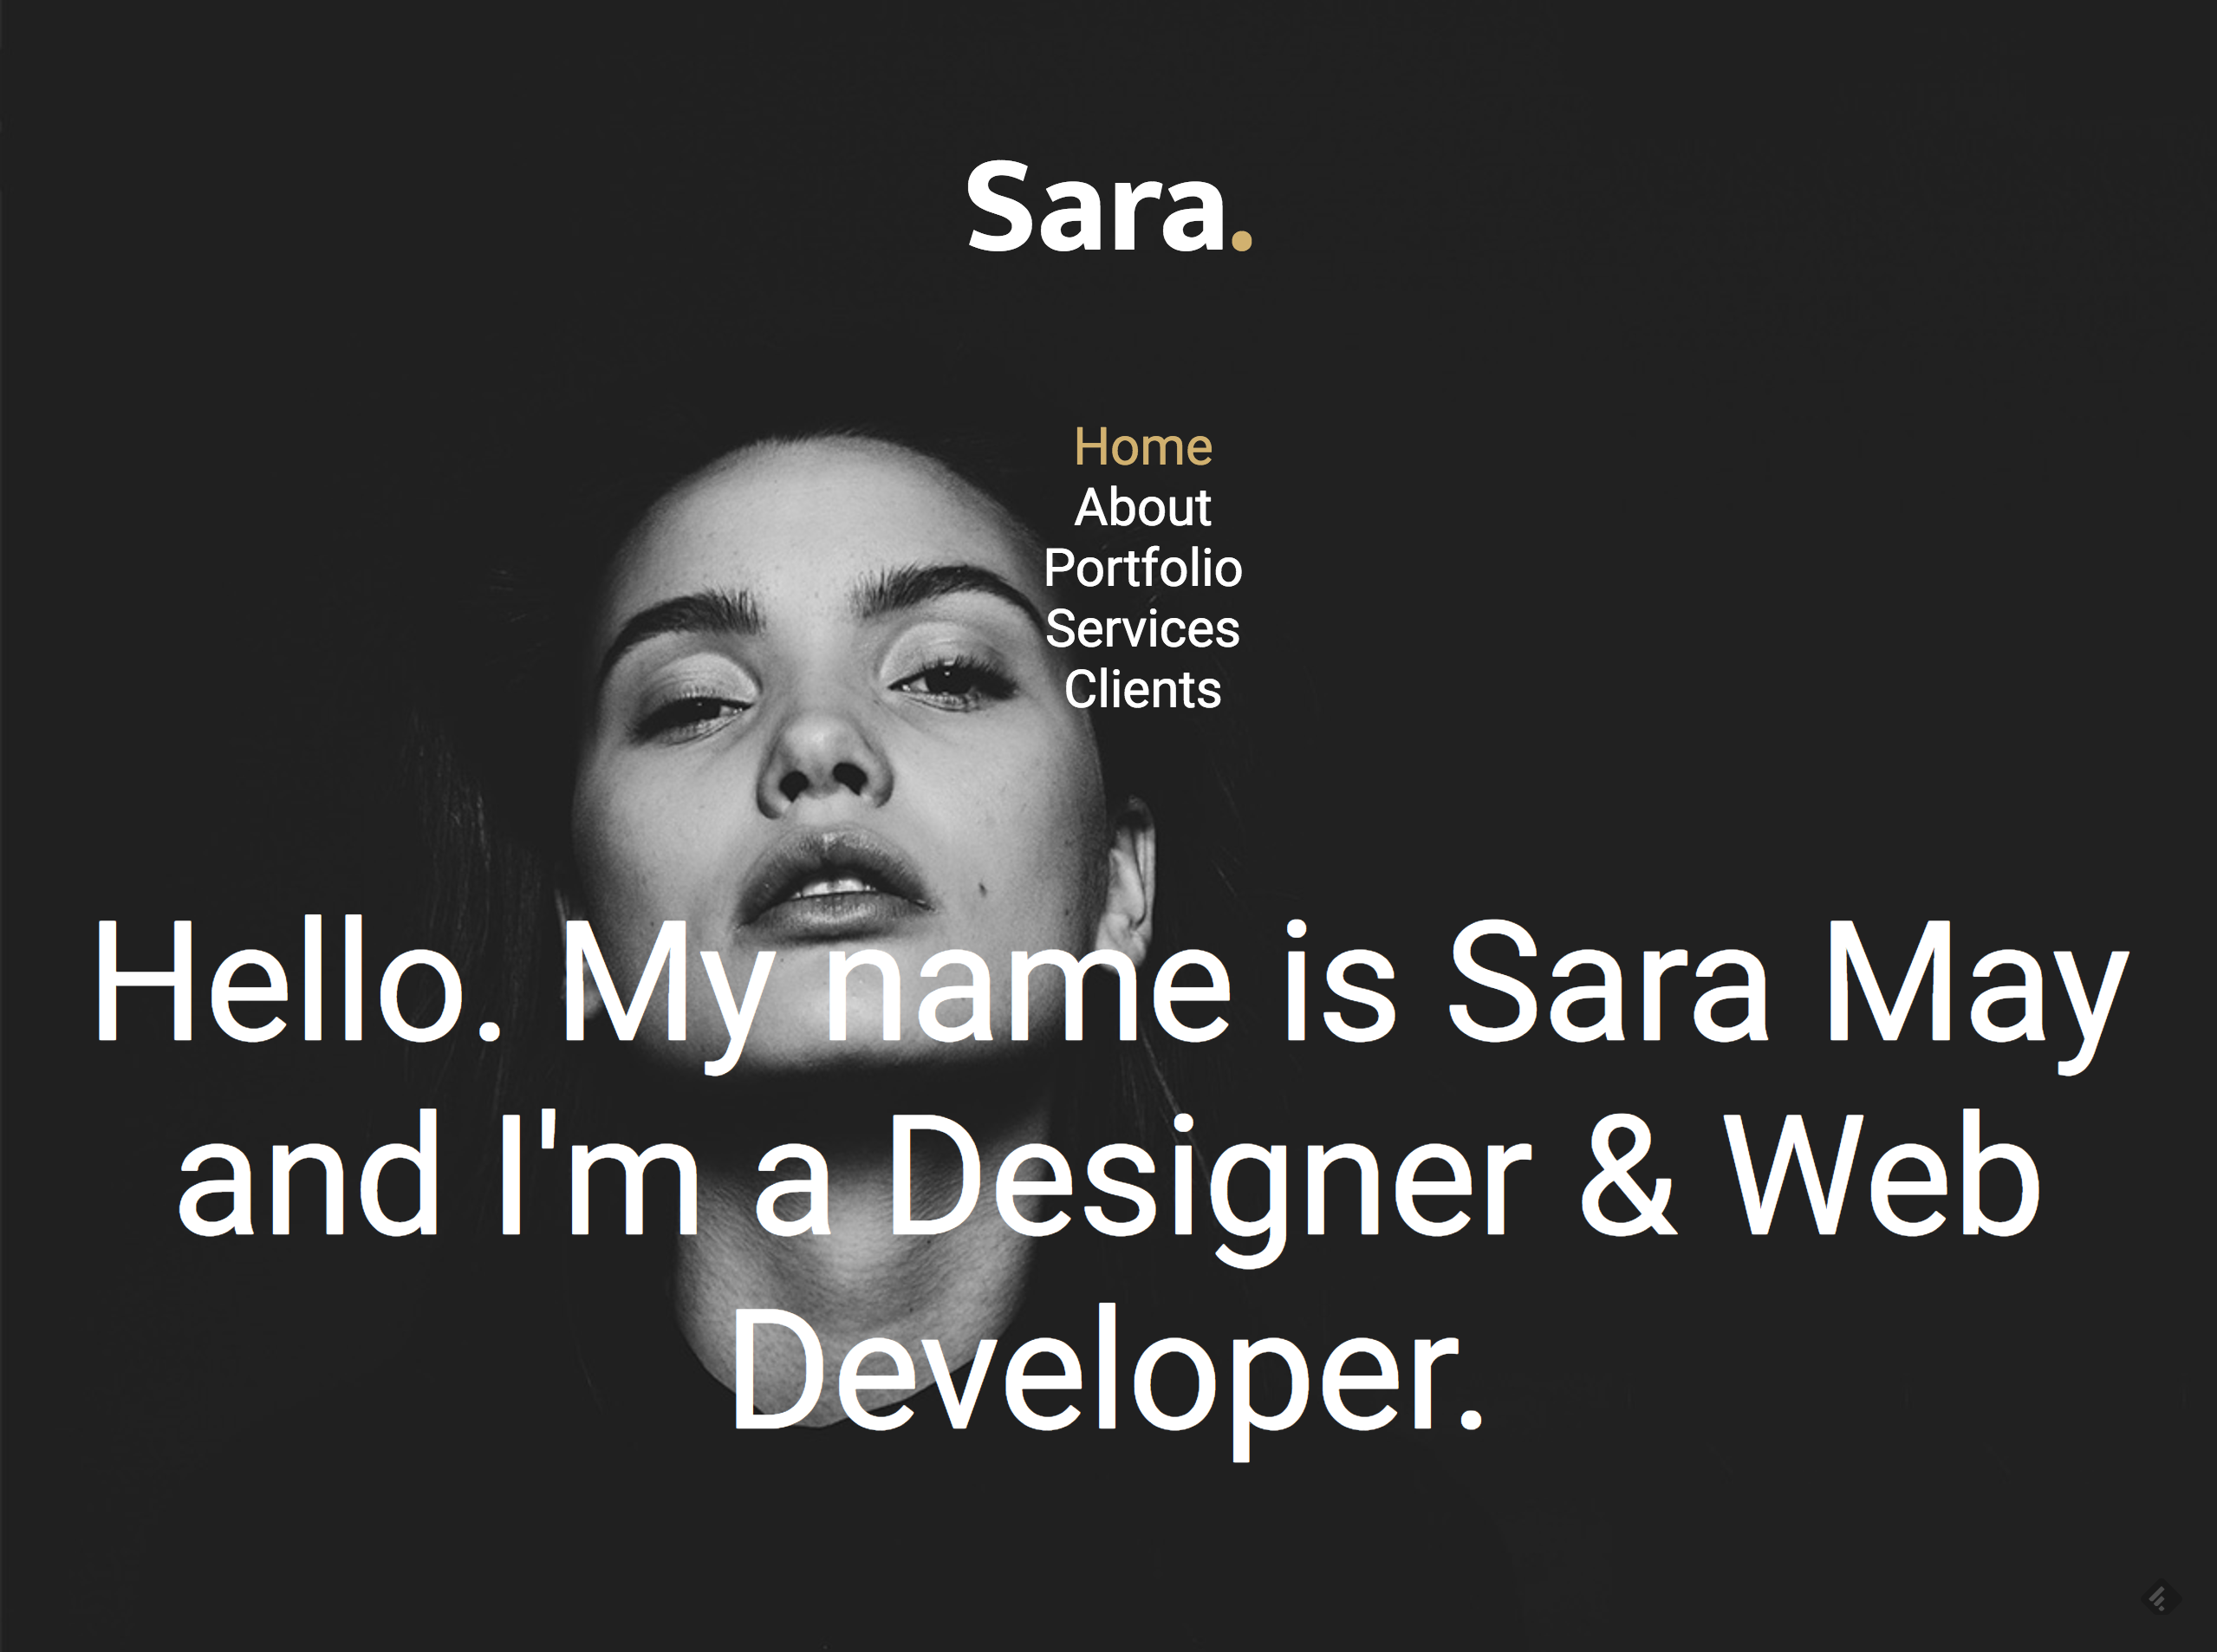 Sara.
Home
About
Portfolio
Services
Clients
Hello. My name is Sara May
and I'm a Designer & Web
Developer.